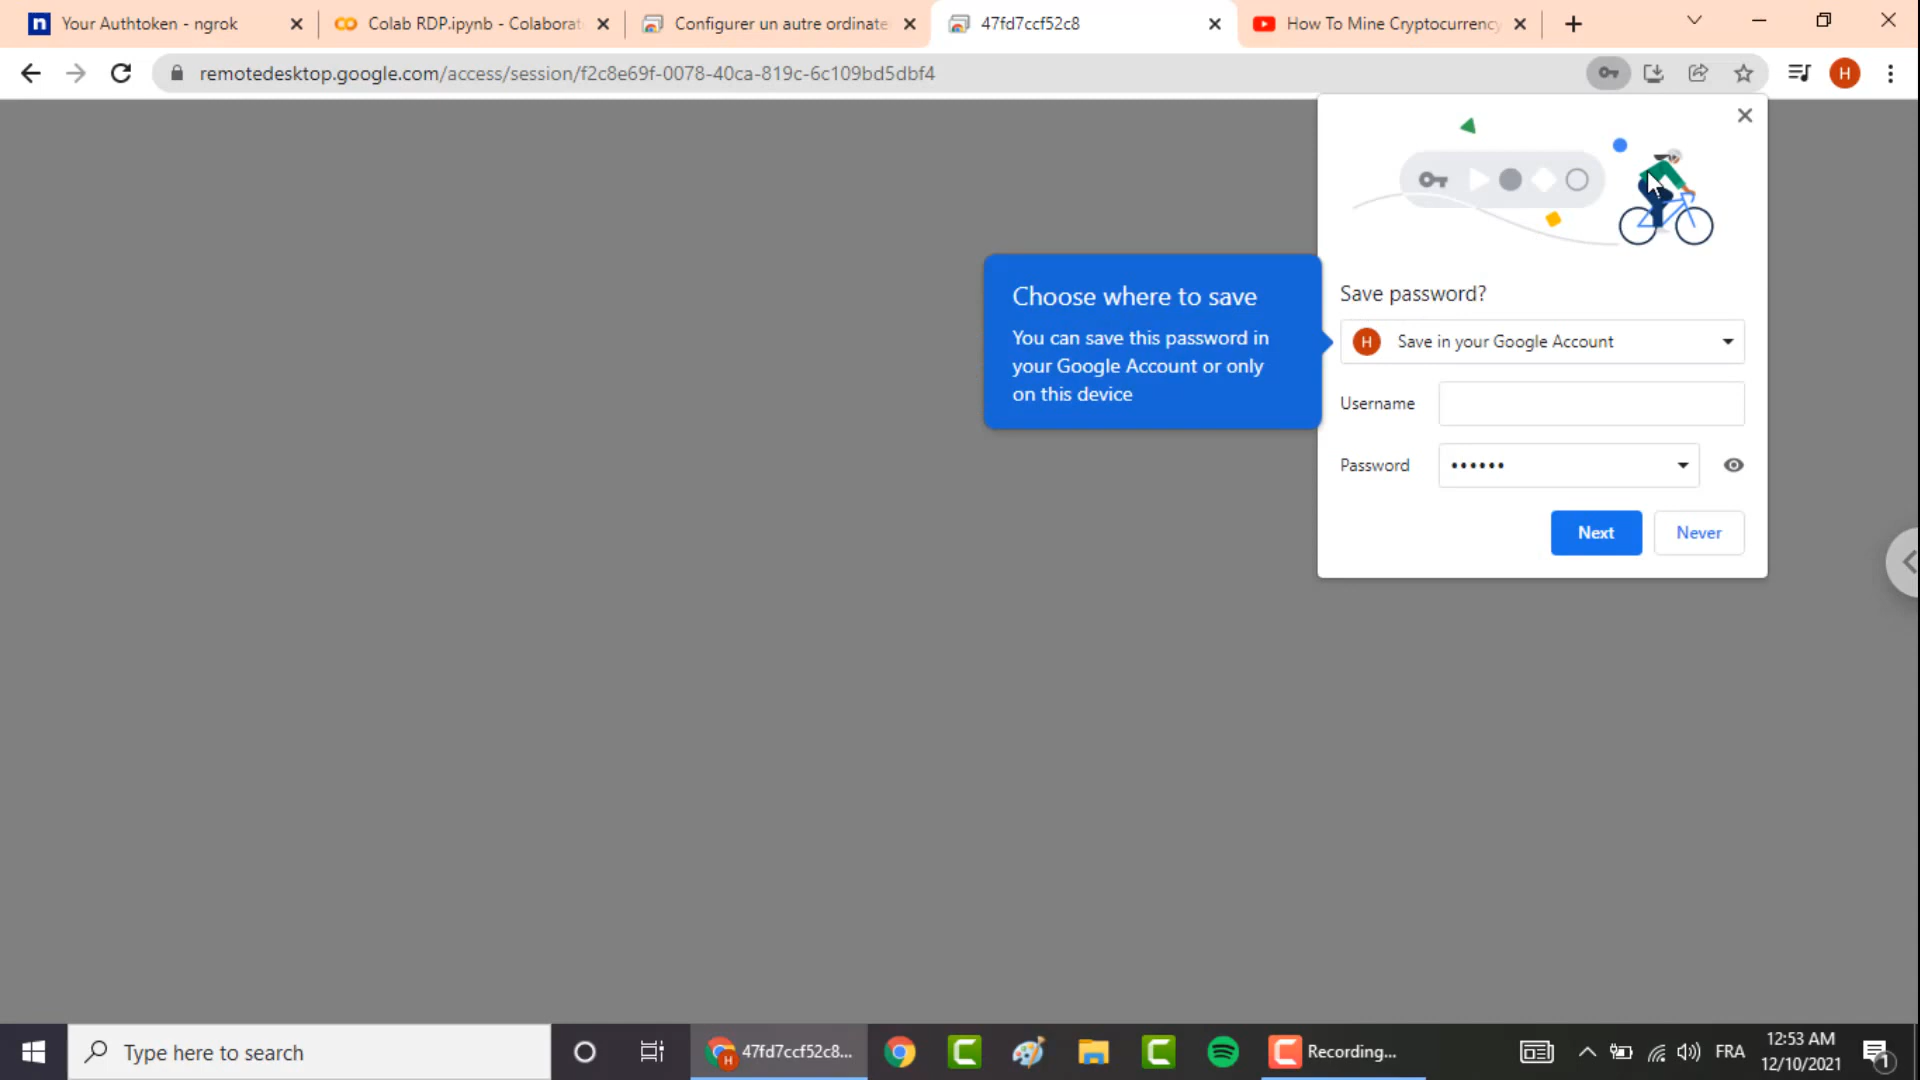 Your Authtoken - ngrok
Colab RDP.ipynb - Colaborat
Configurer un autre ordinate
47fd7ccf52c8
How To Mine Cryptocurrency
remotedesktop.google.com/access/session/f2c8e69f-0078-40ca-819c-6c109bd5dbf4
H
Choose where to save
You can save this password in
your Google Account or only
on this device
Save password?
H Save in your Google Account
Username
Password ••••••
Next Never
Type here to search
47fd7ccf52c8...
Recording...
FRA
12:53 AM
12/10/2021
1